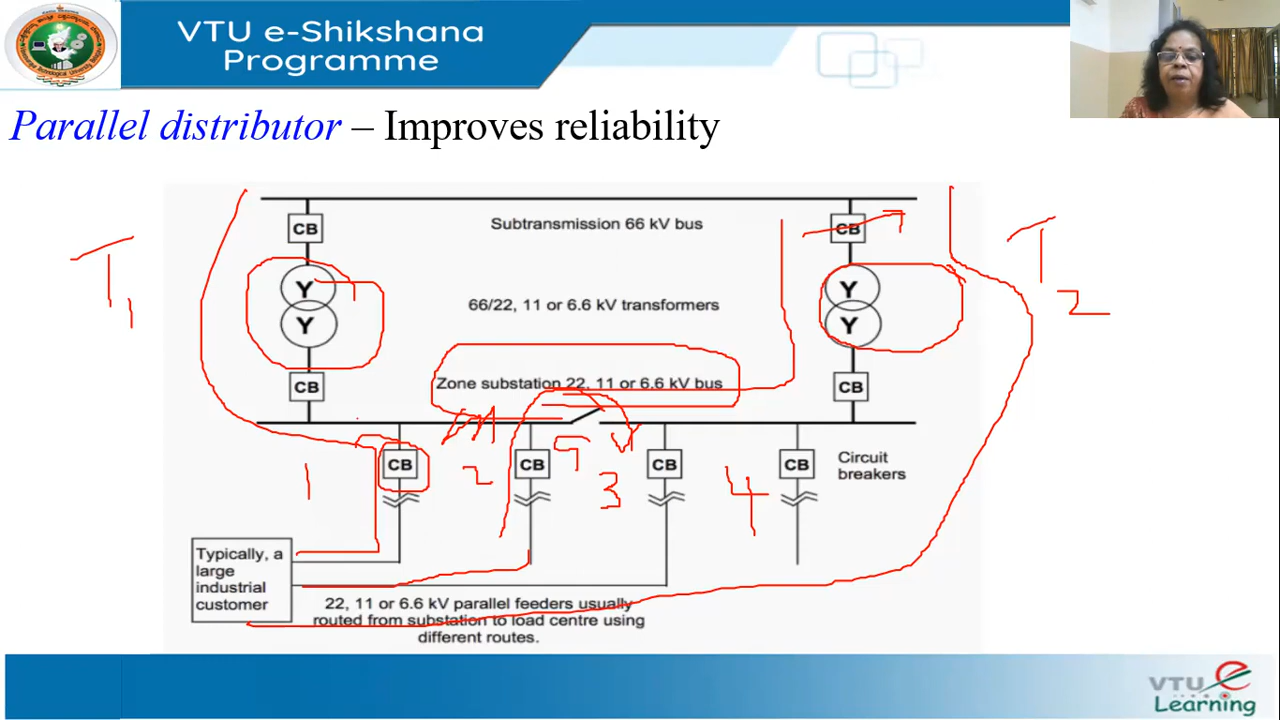 VTU e-Shikshana
Programme
Parallel distributor – Improves reliability
Subtransmission 66 kV bus
CB
CB
T1
T2
Y
Y
66/22, 11 or 6.6 kV transformers
Y
Y
CB
Zone substation 22, 11 or 6.6 kV bus
CB
1
CB
2
CB
5
3
CB
4
CB
Circuit
breakers
Typically, a
large
industrial
customer
22, 11 or 6.6 kV parallel feeders usually
routed from substation to load centre using
different routes.
VTU e
Learning